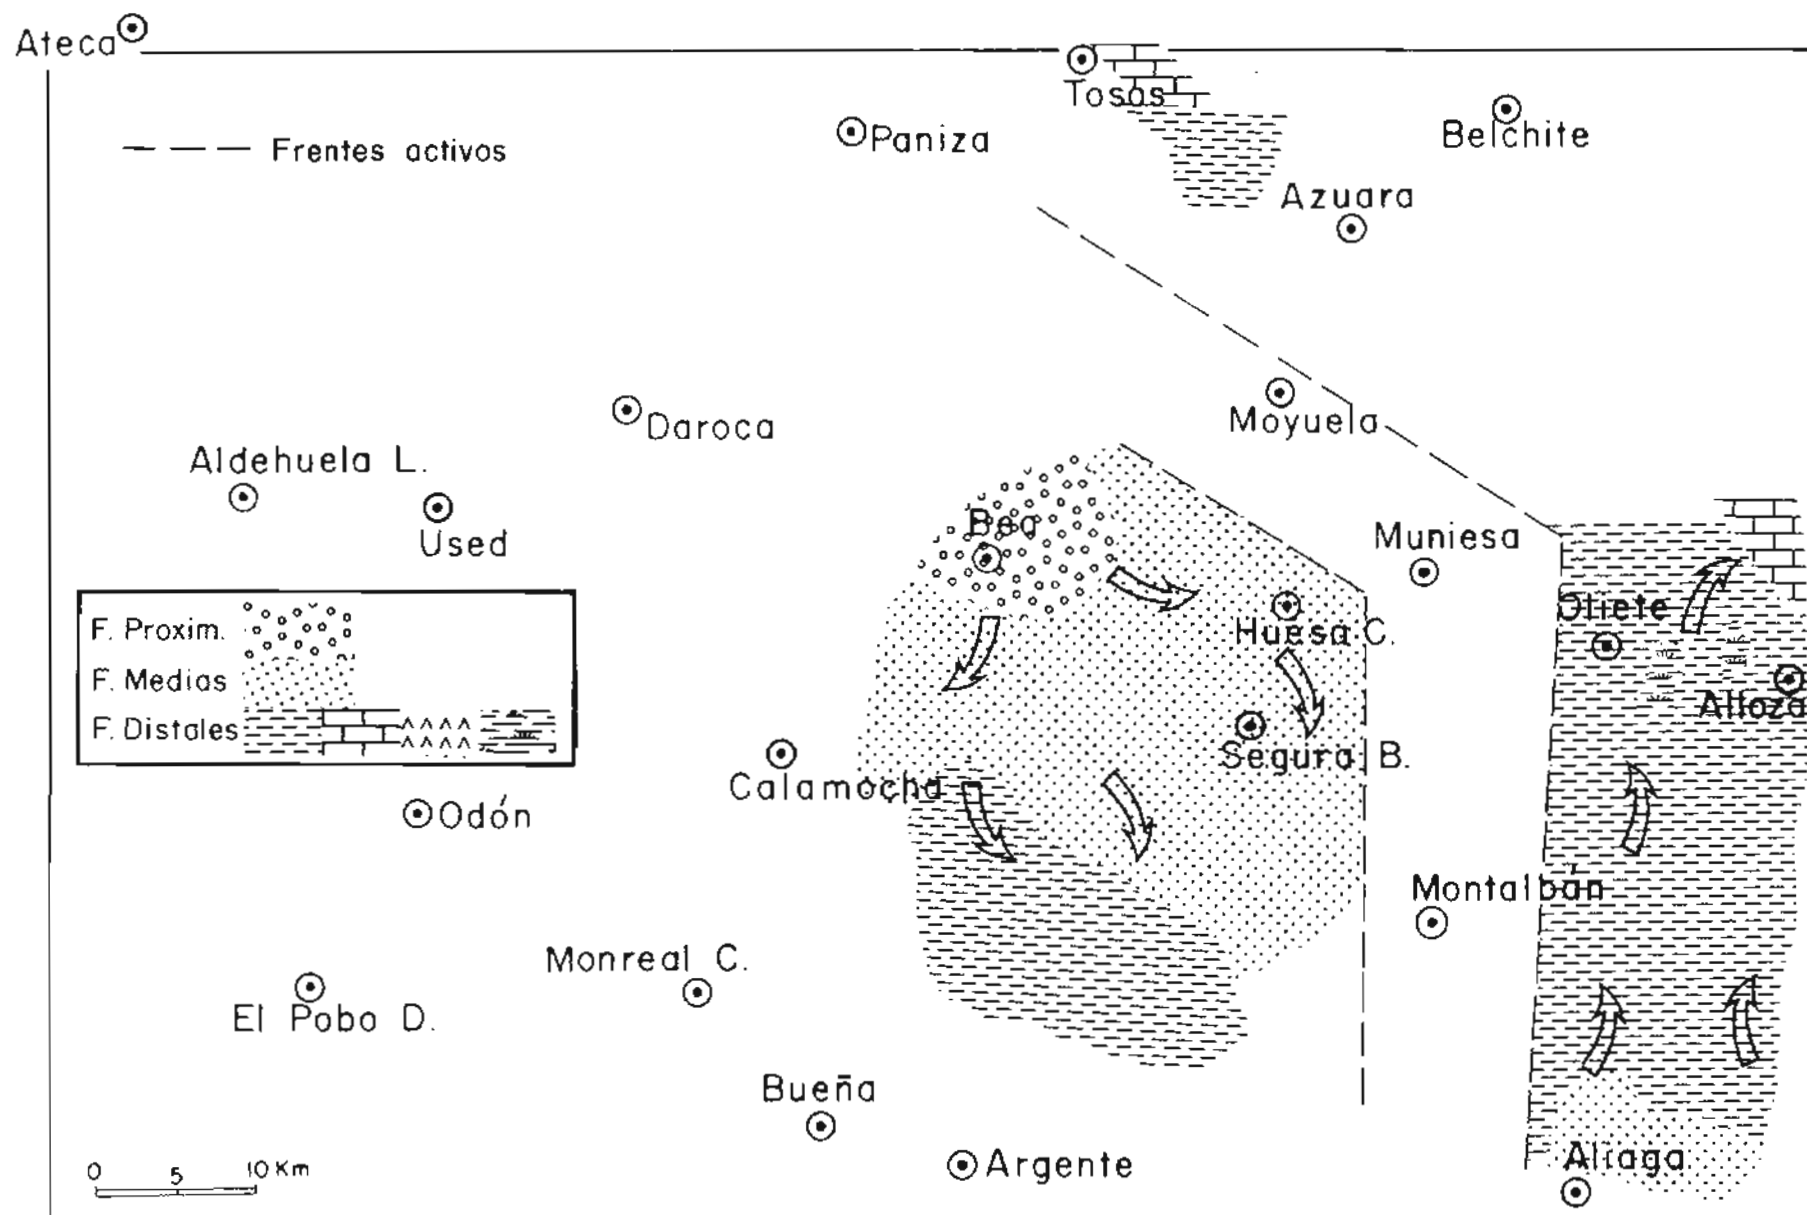 Ateca
Tosos
Belchite
Paniza
Frentes activos
Azuara
Moyuela
Daroca
Aldehuela L.
Used
Bea
Muniesa
F. Proxim.
F. Medias
F. Distales
Huesa C.
Oliete
Alloza
Segura B.
Calamocha
Odón
Montalbán
Monreal C.
El Pobo D.
Bueña
Argente
Aliaga
0 5 10 Km